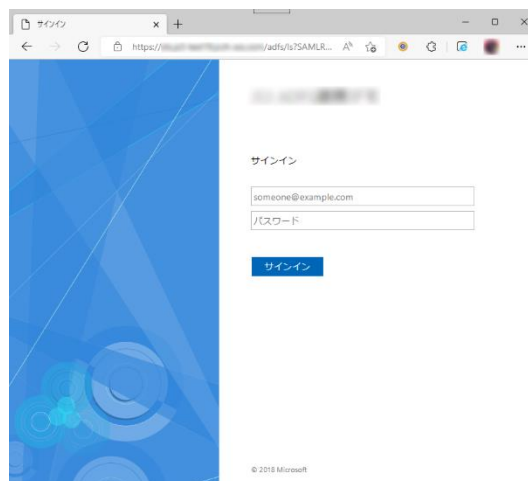 サインイン
https://
/adfs/ls?SAMLR...
サインイン
someone@example.com
パスワード
サインイン
© 2018 Microsoft